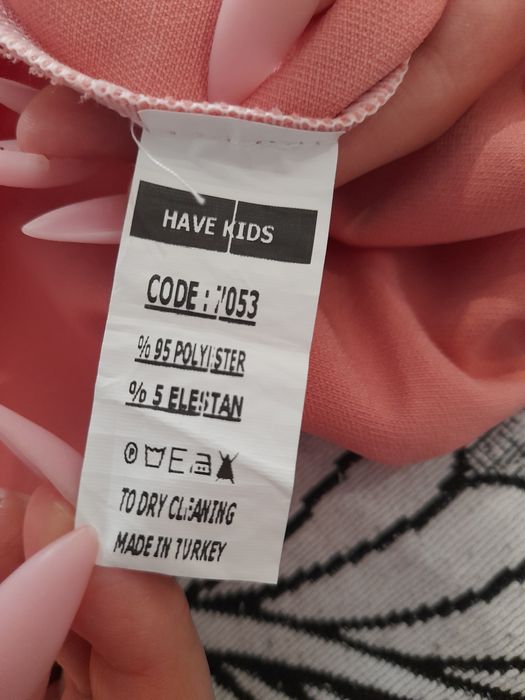 HAVE KIDS
CODE : 7053
% 95 POLYESTER
% 5 ELESTAN
P
TO DRY CLEANING
MADE IN TURKEY